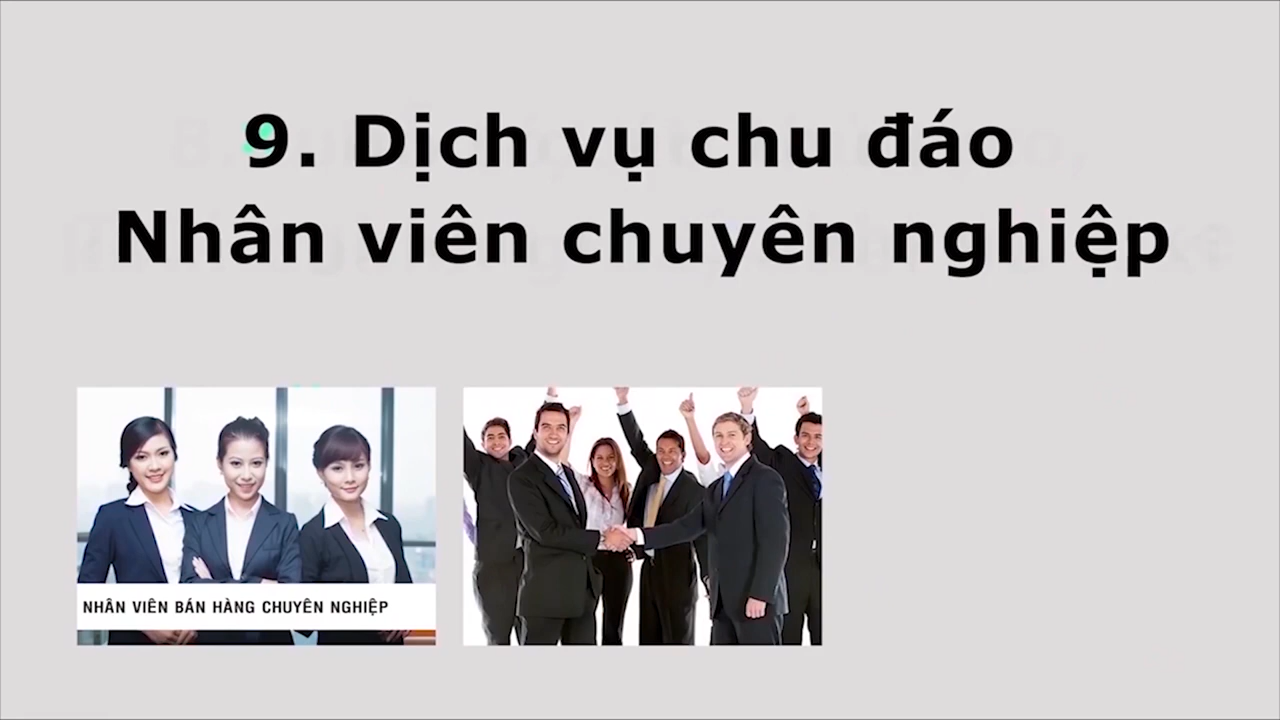 9. Dịch vụ chu đáo
Nhân viên chuyên nghiệp
NHÂN VIÊN BÁN HÀNG CHUYÊN NGHIỆP